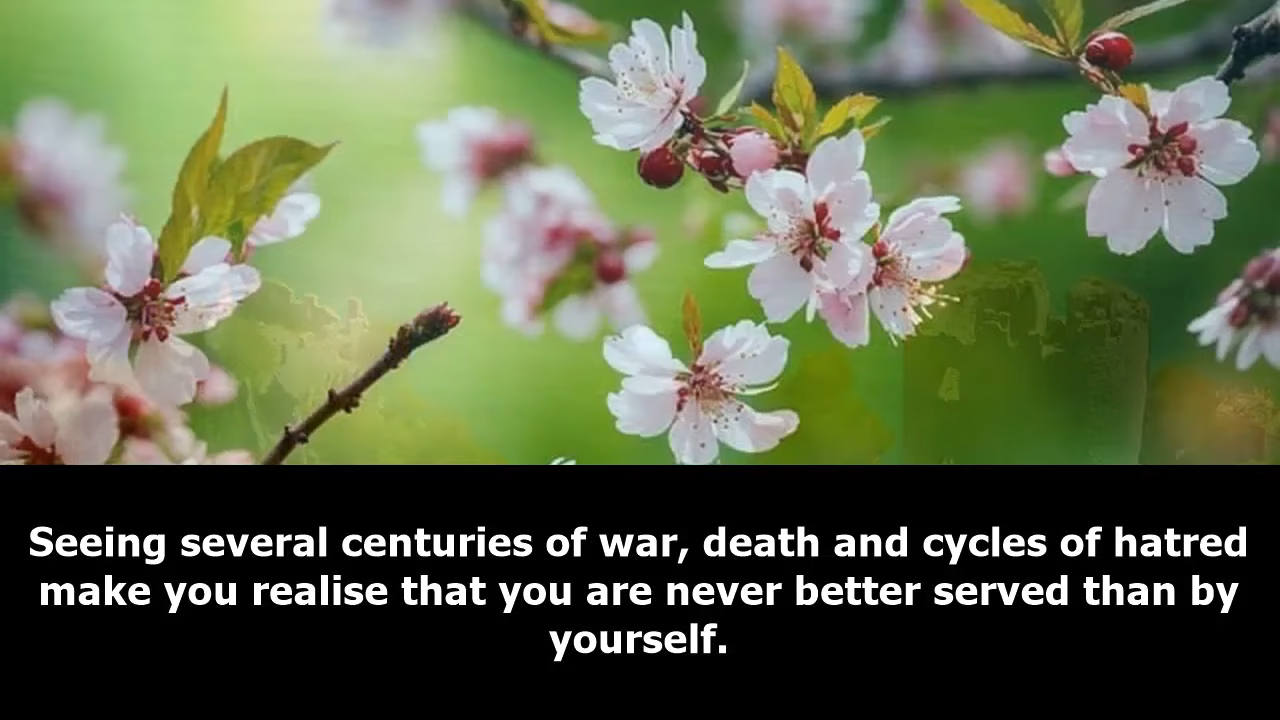 Seeing several centuries of war, death and cycles of hatred
make you realise that you are never better served than by
yourself.